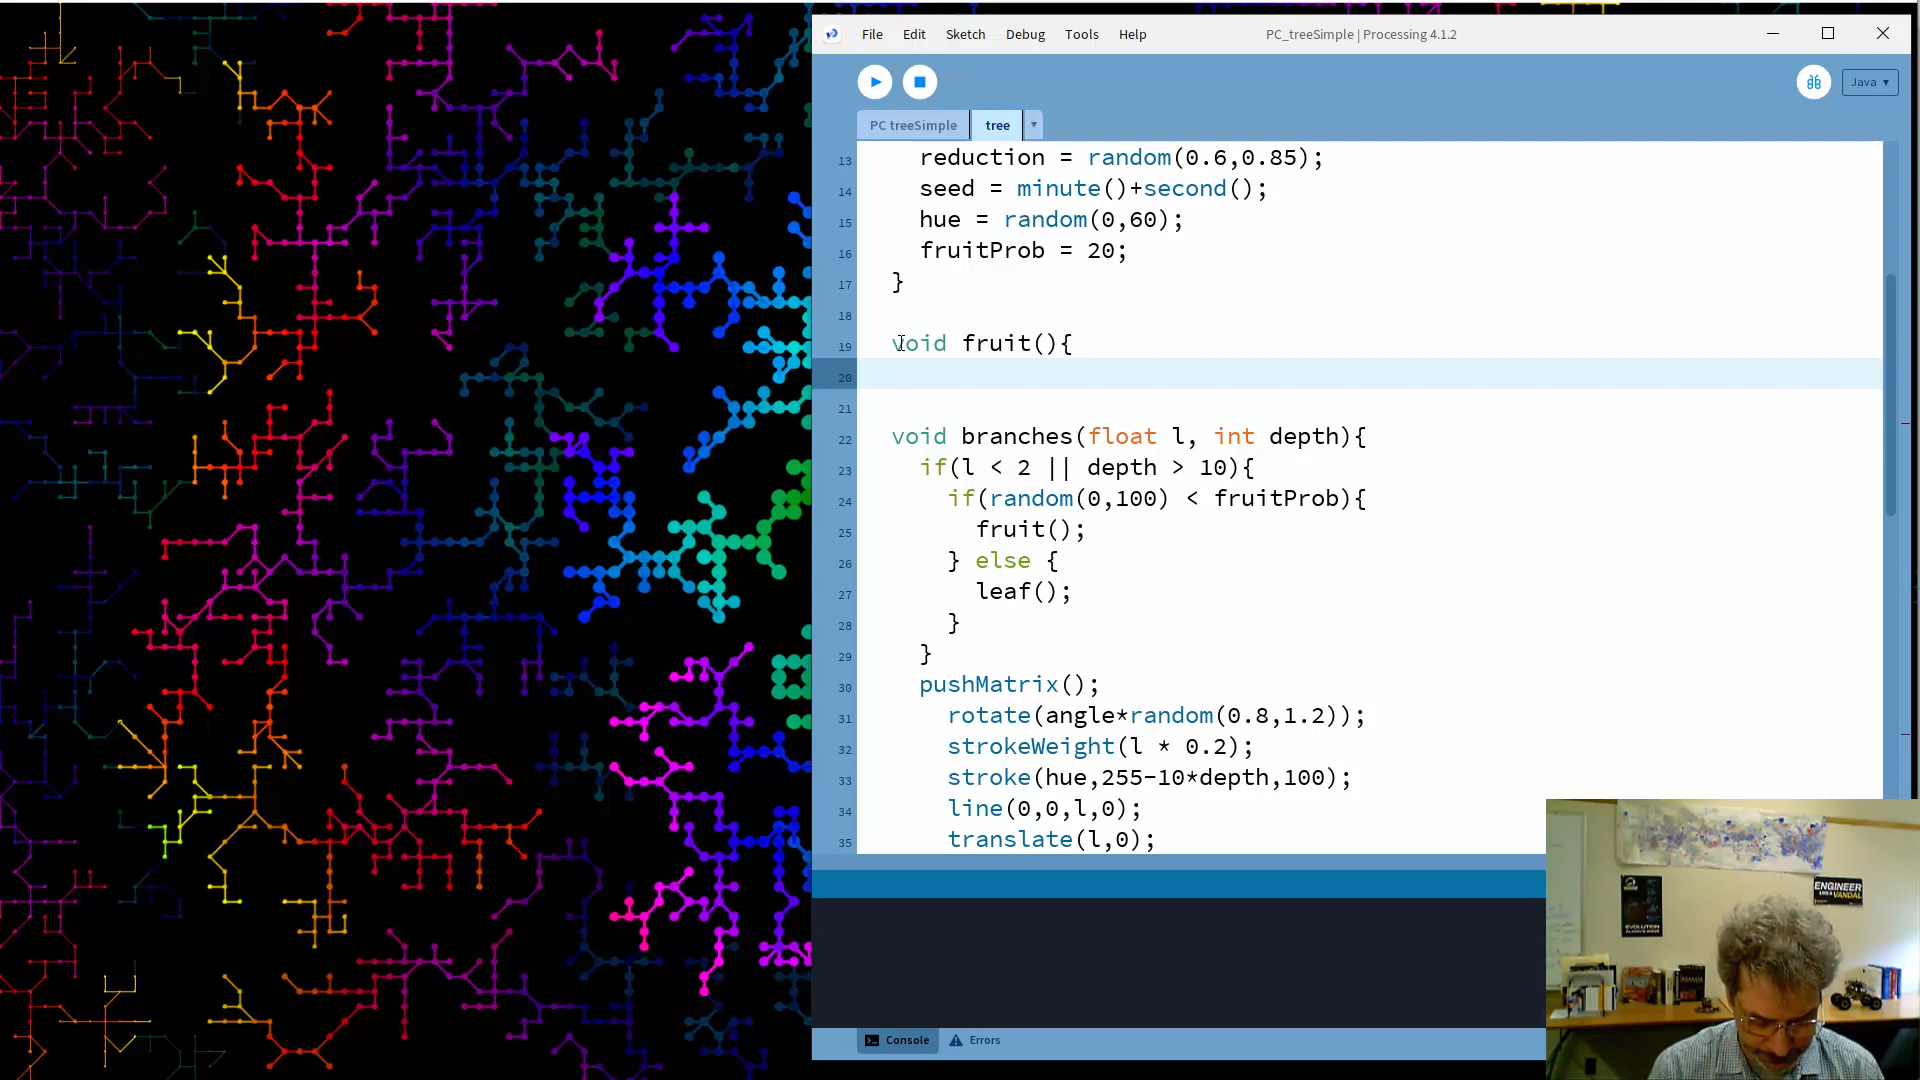 File Edit Sketch Debug Tools Help
PC_treeSimple | Processing 4.1.2
Java ▾
PC treeSimple tree ▾
13 reduction = random(0.6,0.85);
14 seed = minute()+second();
15 hue = random(0,60);
16 fruitProb = 20;
17 }
18
19 void fruit(){
20
21
22 void branches(float l, int depth){
23 if(l < 2 || depth > 10){
24 if(random(0,100) < fruitProb){
25 fruit();
26 } else {
27 leaf();
28 }
29 }
30 pushMatrix();
31 rotate(angle*random(0.8,1.2));
32 strokeWeight(l * 0.2);
33 stroke(hue,255-10*depth,100);
34 line(0,0,l,0);
35 translate(l,0);
Console Errors
ENGINEER
VANDAL
EVOLUTION